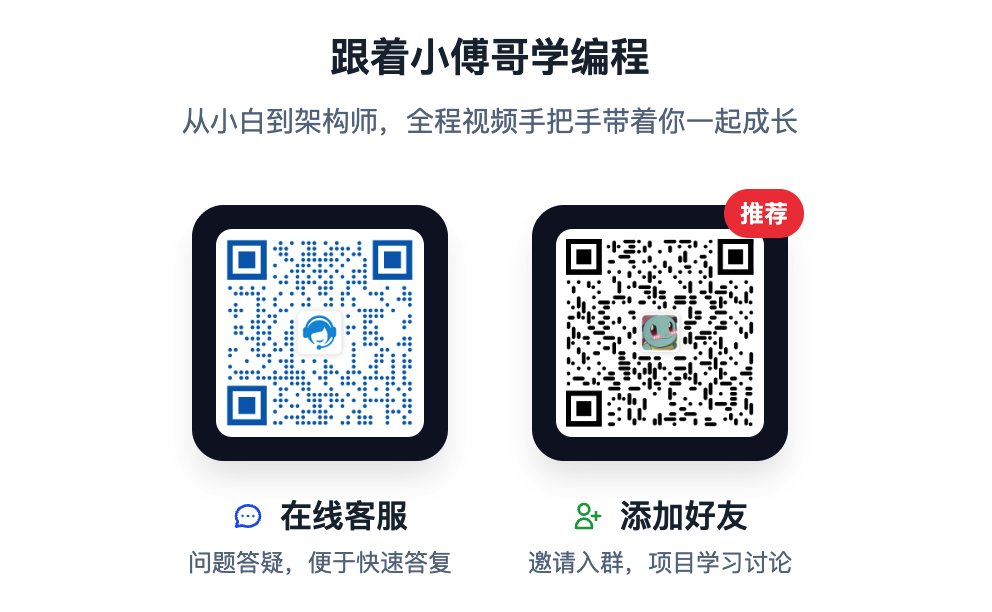 跟着小傅哥学编程
从小白到架构师，全程视频手把手带着你一起成长
推荐
在线客服
添加好友
问题答疑，便于快速答复
邀请入群，项目学习讨论